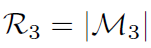 ℛ₃ = |ℳ₃|